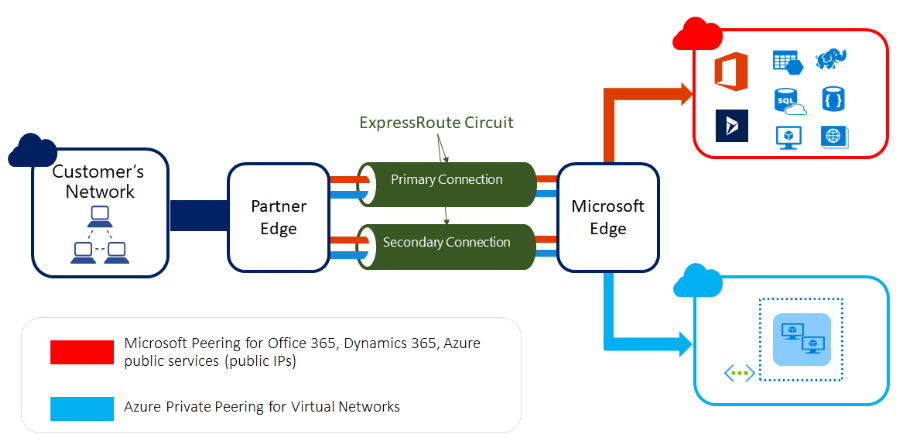 ExpressRoute Circuit
Customer's
Network
Partner
Edge
Primary Connection
Secondary Connection
Microsoft
Edge
SQL
Microsoft Peering for Office 365, Dynamics 365, Azure
public services (public IPs)
Azure Private Peering for Virtual Networks